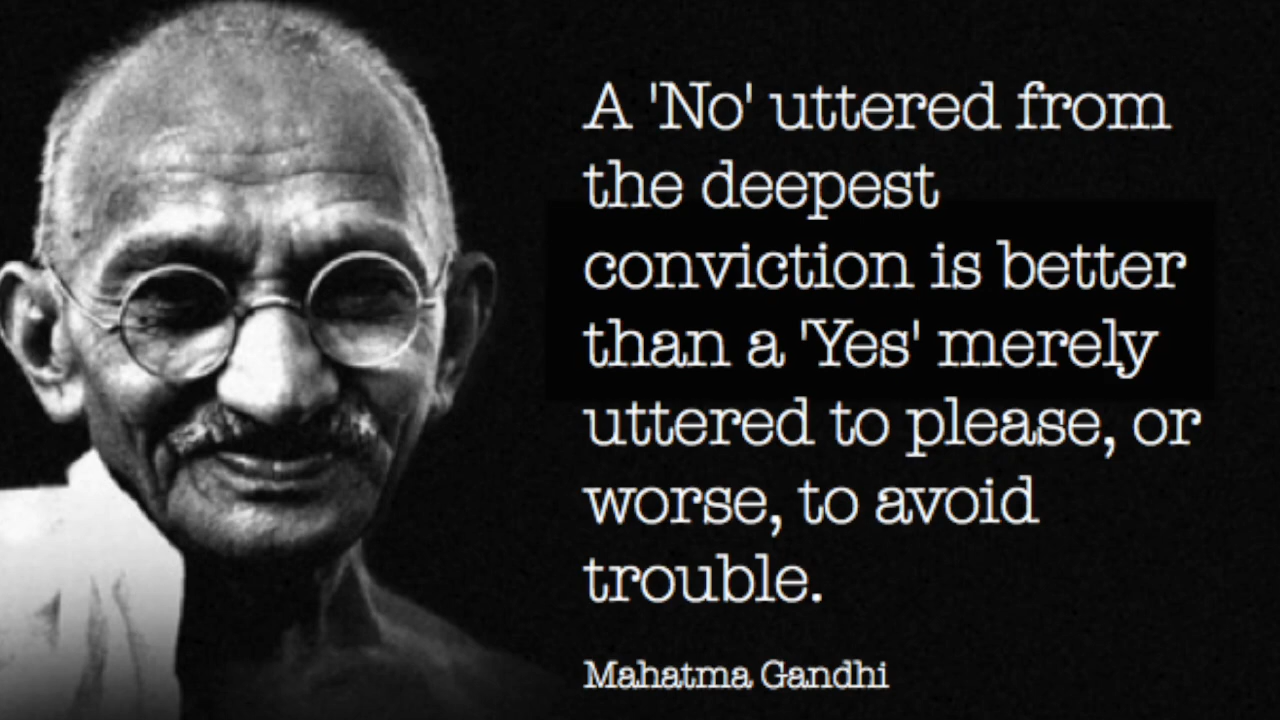 A 'No' uttered from
the deepest
conviction is better
than a 'Yes' merely
uttered to please, or
worse, to avoid
trouble.
Mahatma Gandhi